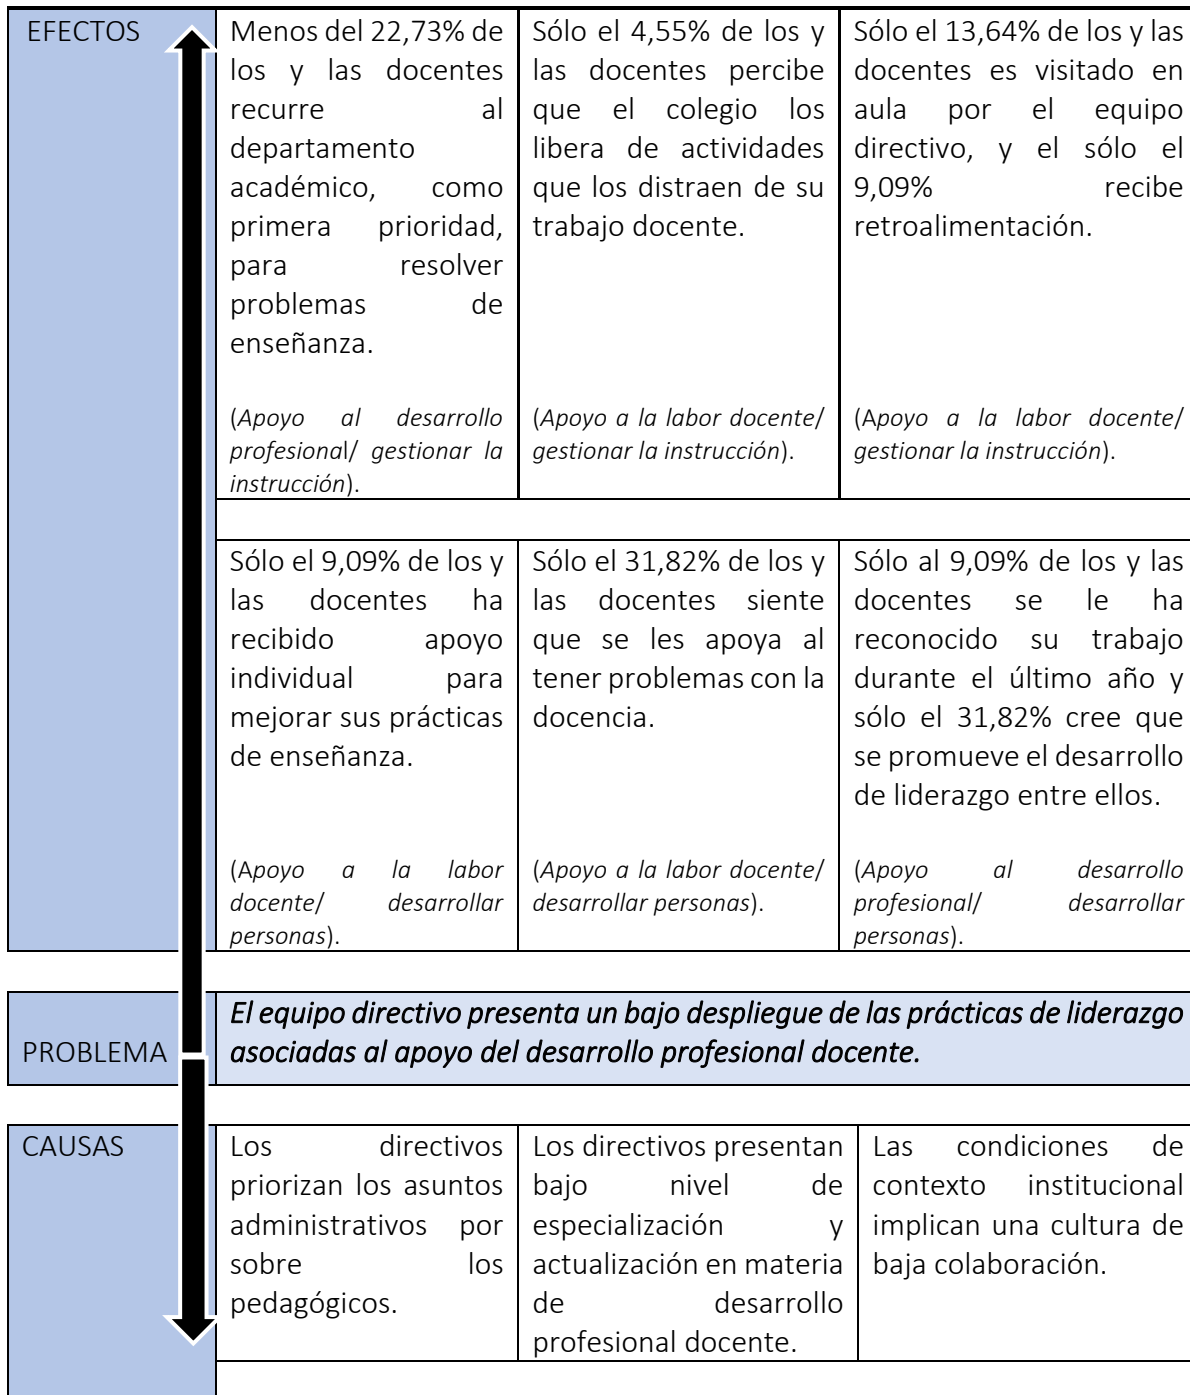 EFECTOS
Menos del 22,73% de
los y las docentes
recurre al
departamento
académico, como
primera prioridad,
para resolver
problemas de
enseñanza.
(Apoyo al desarrollo
profesional/ gestionar la
instrucción).
Sólo el 4,55% de los y
las docentes percibe
que el colegio los
libera de actividades
que los distraen de su
trabajo docente.
(Apoyo a la labor docente/
gestionar la instrucción).
Sólo el 13,64% de los y las
docentes es visitado en
aula por el equipo
directivo, y el sólo el
9,09% recibe
retroalimentación.
(Apoyo a la labor docente/
gestionar la instrucción).
Sólo el 9,09% de los y
las docentes ha
recibido apoyo
individual para
mejorar sus prácticas
de enseñanza.
(Apoyo a la labor
docente/ desarrollar
personas).
Sólo el 31,82% de los y
las docentes siente
que se les apoya al
tener problemas con la
docencia.
(Apoyo a la labor docente/
desarrollar personas).
Sólo al 9,09% de los y las
docentes se le ha
reconocido su trabajo
durante el último año y
sólo el 31,82% cree que
se promueve el desarrollo
de liderazgo entre ellos.
(Apoyo al desarrollo
profesional/ desarrollar
personas).
PROBLEMA
El equipo directivo presenta un bajo despliegue de las prácticas de liderazgo
asociadas al apoyo del desarrollo profesional docente.
CAUSAS
Los directivos
priorizan los asuntos
administrativos por
sobre los
pedagógicos.
Los directivos presentan
bajo nivel de
especialización y
actualización en materia
de desarrollo
profesional docente.
Las condiciones de
contexto institucional
implican una cultura de
baja colaboración.